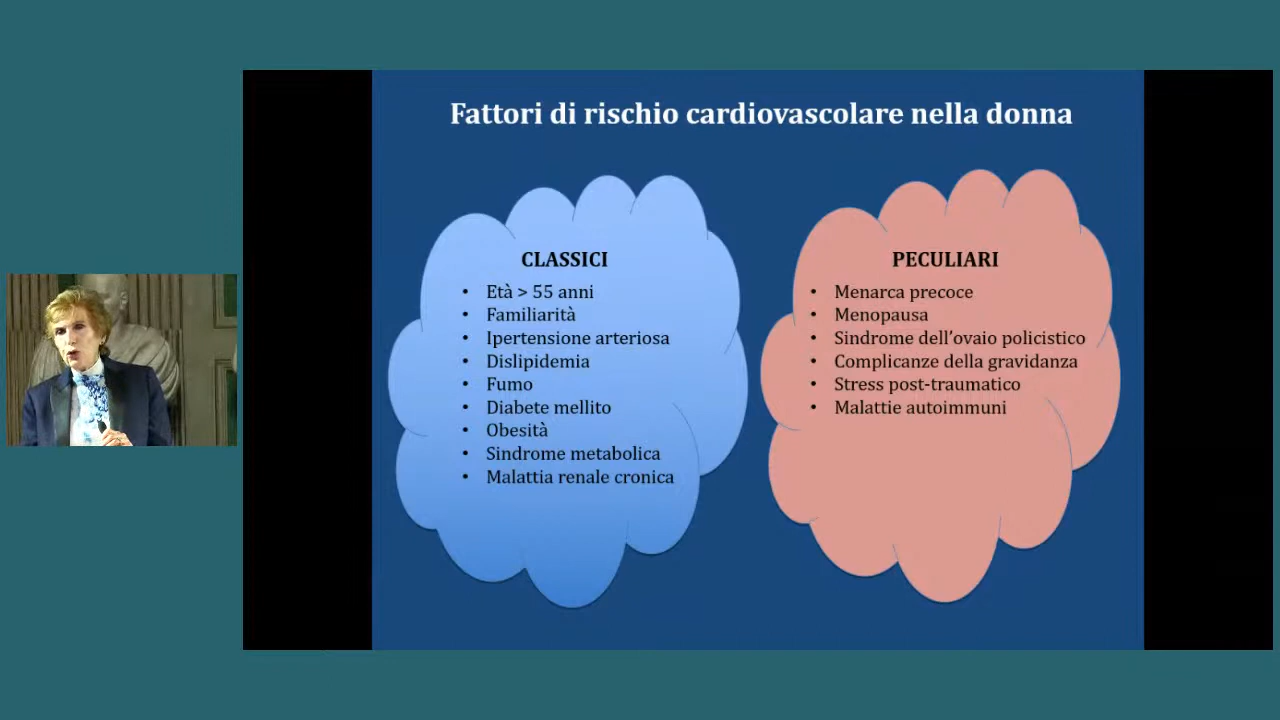 Fattori di rischio cardiovascolare nella donna
CLASSICI
• Età > 55 anni
• Familiarità
• Ipertensione arteriosa
• Dislipidemia
• Fumo
• Diabete mellito
• Obesità
• Sindrome metabolica
• Malattia renale cronica
PECULIARI
• Menarca precoce
• Menopausa
• Sindrome dell’ovaio policistico
• Complicanze della gravidanza
• Stress post-traumatico
• Malattie autoimmuni